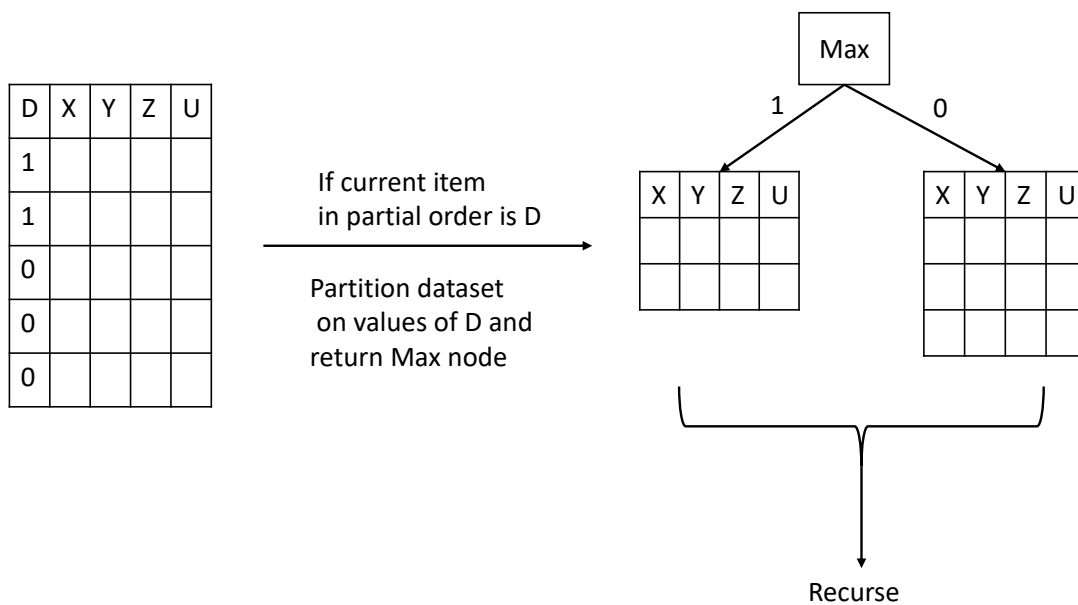 D X Y Z U
1
1
0
0
0
If current item
in partial order is D
Partition dataset
on values of D and
return Max node
Max
1 0
X Y Z U
X Y Z U
Recurse